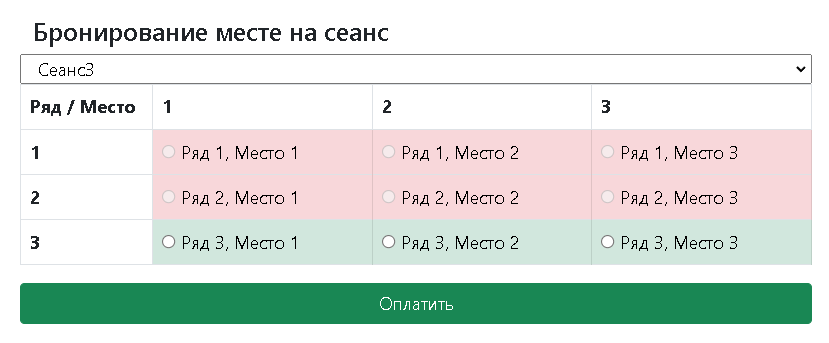 Бронирование месте на сеанс
Сеанс3
Ряд / Место 1 2 3
1 Ряд 1, Место 1 Ряд 1, Место 2 Ряд 1, Место 3
2 Ряд 2, Место 1 Ряд 2, Место 2 Ряд 2, Место 3
3 Ряд 3, Место 1 Ряд 3, Место 2 Ряд 3, Место 3
Оплатить